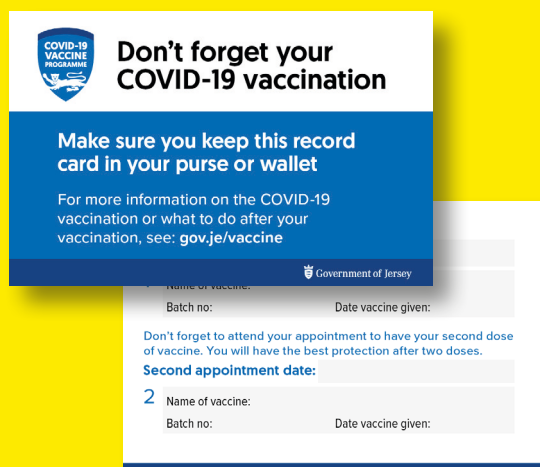 COVID-19
VACCINE
PROGRAMME
Don't forget your
COVID-19 vaccination
Make sure you keep this record
card in your purse or wallet
For more information on the COVID-19
vaccination or what to do after your
vaccination, see: gov.je/vaccine
Government of Jersey
Name of vaccine:
Batch no: Date vaccine given:
Don't forget to attend your appointment to have your second dose
of vaccine. You will have the best protection after two doses.
Second appointment date:
2 Name of vaccine:
Batch no: Date vaccine given: